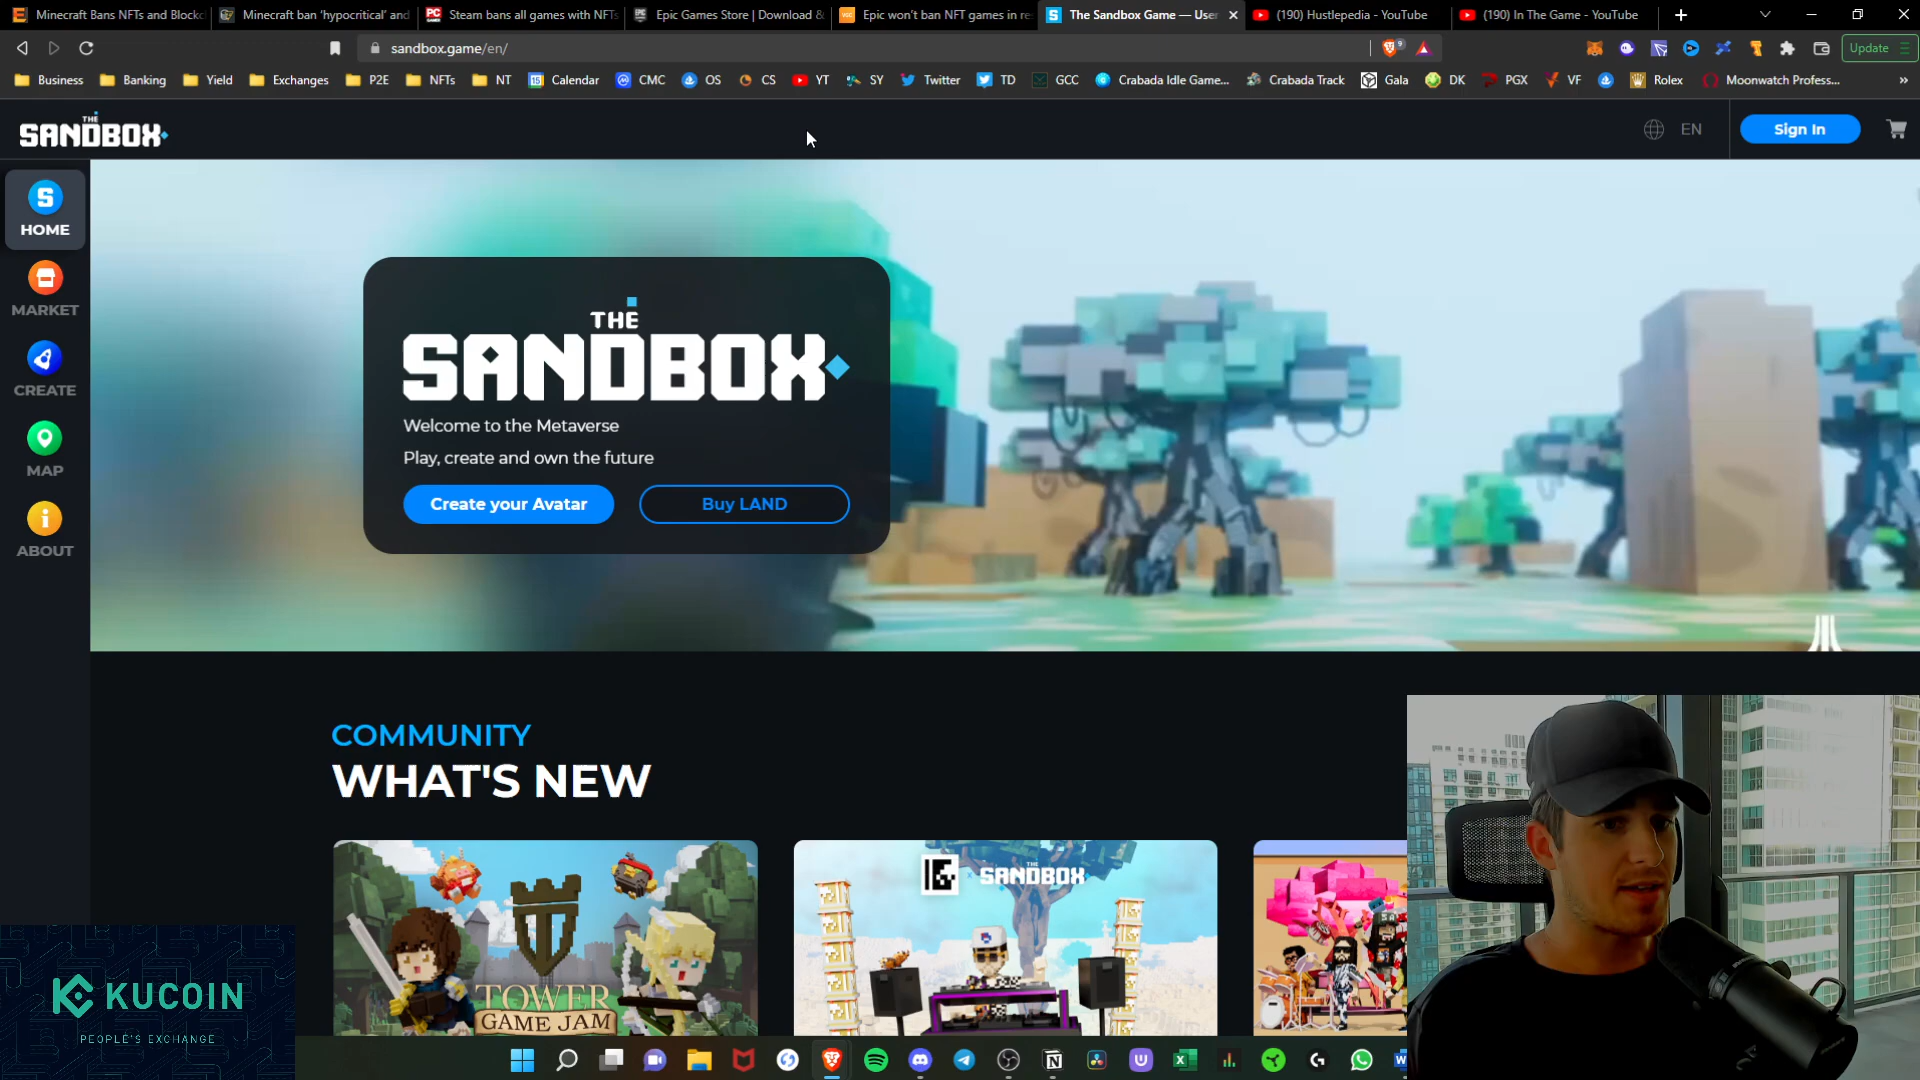 Minecraft Bans NFTs and Blockc
Minecraft ban 'hypocritical' and
Steam bans all games with NFTs
Epic Games Store | Download &
Epic won't ban NFT games in re
The Sandbox Game — User
(190) Hustlepedia - YouTube
(190) In The Game - YouTube
sandbox.game/en/
9
Update
Business
Banking
Yield
Exchanges
P2E
NFTs
NT
Calendar
CMC
OS
CS
YT
SY
Twitter
TD
GCC
Crabada Idle Game...
Crabada Track
Gala
DK
PGX
VF
Rolex
Moonwatch Profess...
THE
SANDBOX
EN
Sign In
HOME
MARKET
CREATE
MAP
ABOUT
THE
SANDBOX
Welcome to the Metaverse
Play, create and own the future
Create your Avatar
Buy LAND
COMMUNITY
WHAT'S NEW
TOWER
GAME JAM
THE
SANDBOX
KUCOIN
PEOPLE'S EXCHANGE